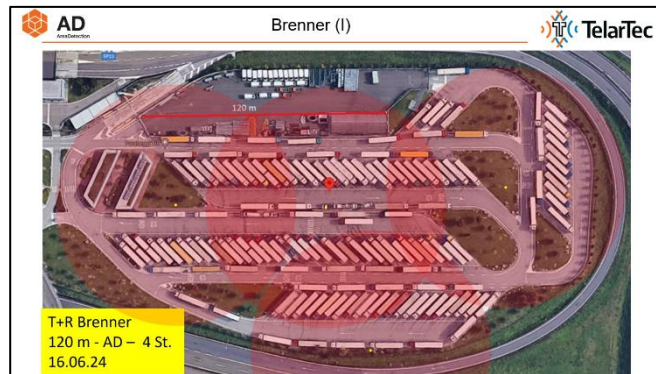 AD
AreaDetection
Brenner (I)
TelarTec
120 m
T+R Brenner
120 m - AD – 4 St.
16.06.24